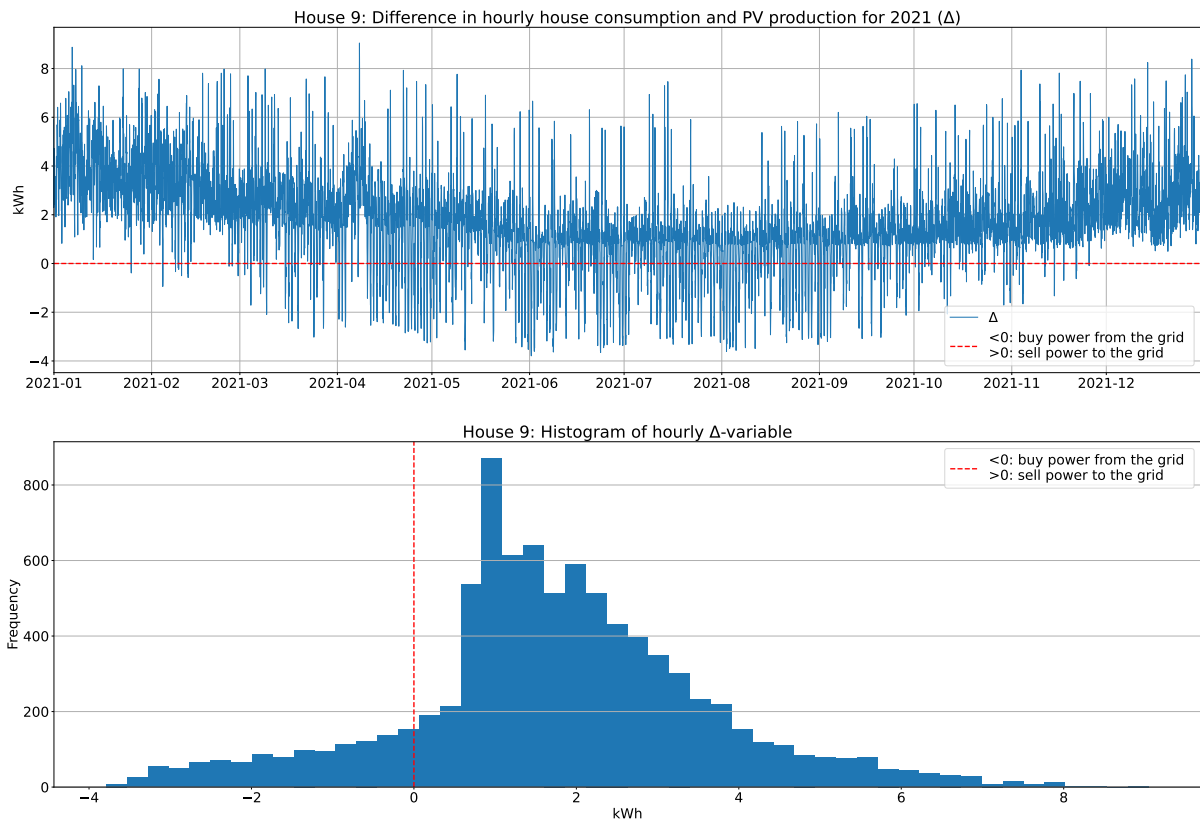 House 9: Difference in hourly house consumption and PV production for 2021 (Δ)
8
6
4
2
0
−2
−4
kWh
2021-01 2021-02 2021-03 2021-04 2021-05 2021-06 2021-07 2021-08 2021-09 2021-10 2021-11 2021-12
Δ
<0: buy power from the grid
>0: sell power to the grid
House 9: Histogram of hourly Δ-variable
800
600
400
200
0
Frequency
−4 −2 0 2 4 6 8
kWh
<0: buy power from the grid
>0: sell power to the grid